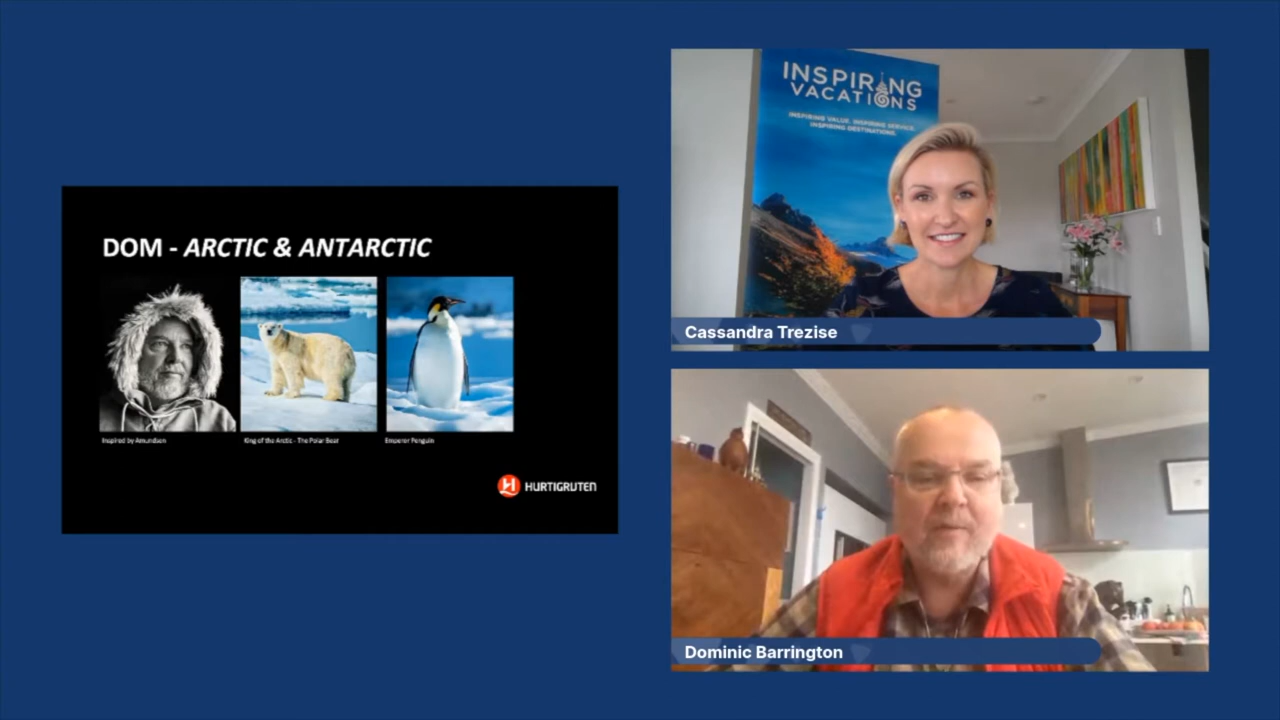 DOM - ARCTIC & ANTARCTIC
Inspired by Amundsen
King of the Arctic - The Polar Bear
Emperor Penguin
HURTIGRUTEN
INSPIRING
VACATIONS
INSPIRING VALUE. INSPIRING SERVICE.
INSPIRING DESTINATIONS.
Cassandra Trezise
Dominic Barrington